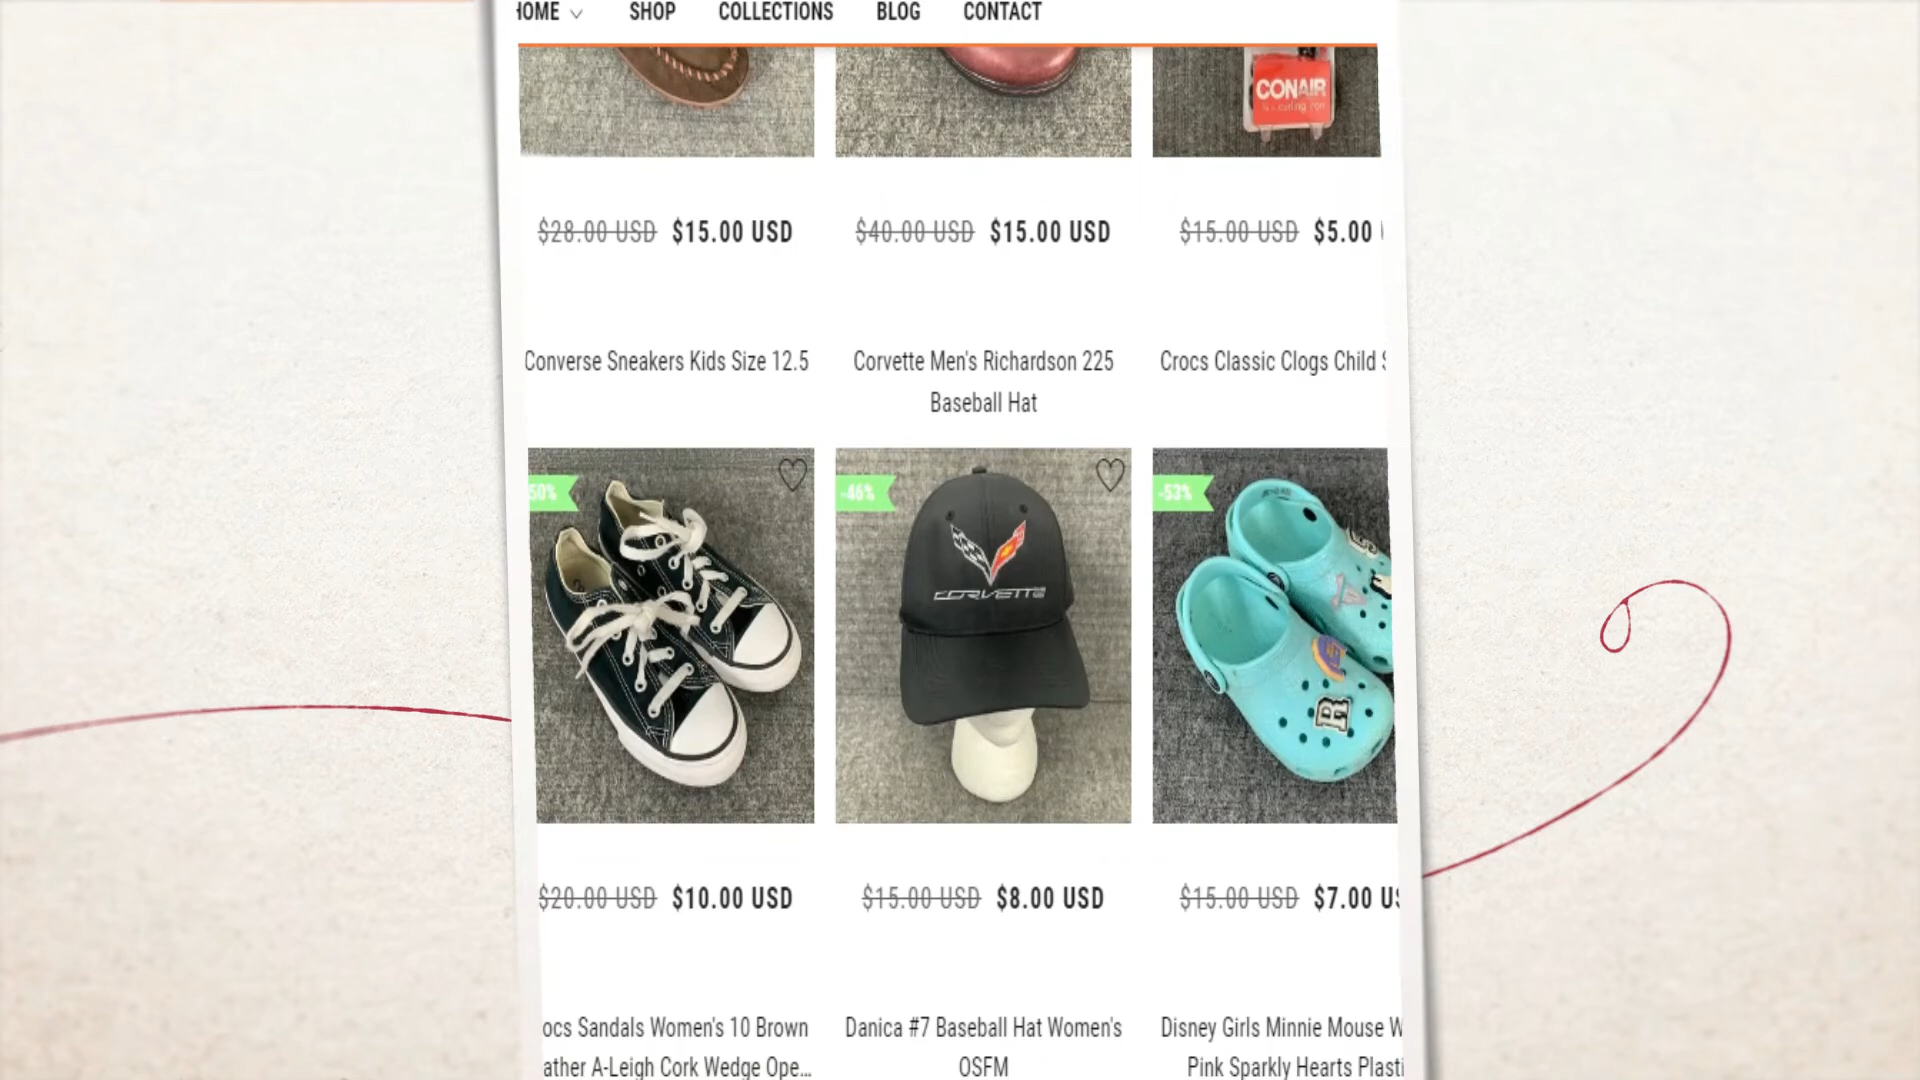 HOME SHOP COLLECTIONS BLOG CONTACT
CONAIR
curling iron
$28.00 USD $15.00 USD
$40.00 USD $15.00 USD
$15.00 USD $5.00
Converse Sneakers Kids Size 12.5
Corvette Men's Richardson 225
Baseball Hat
Crocs Classic Clogs Child S
50%
-46%
-53%
CORVETTE
R
$20.00 USD $10.00 USD
$15.00 USD $8.00 USD
$15.00 USD $7.00 US
ocs Sandals Women's 10 Brown
ather A-Leigh Cork Wedge Ope...
Danica #7 Baseball Hat Women's
OSFM
Disney Girls Minnie Mouse W
Pink Sparkly Hearts Plasti